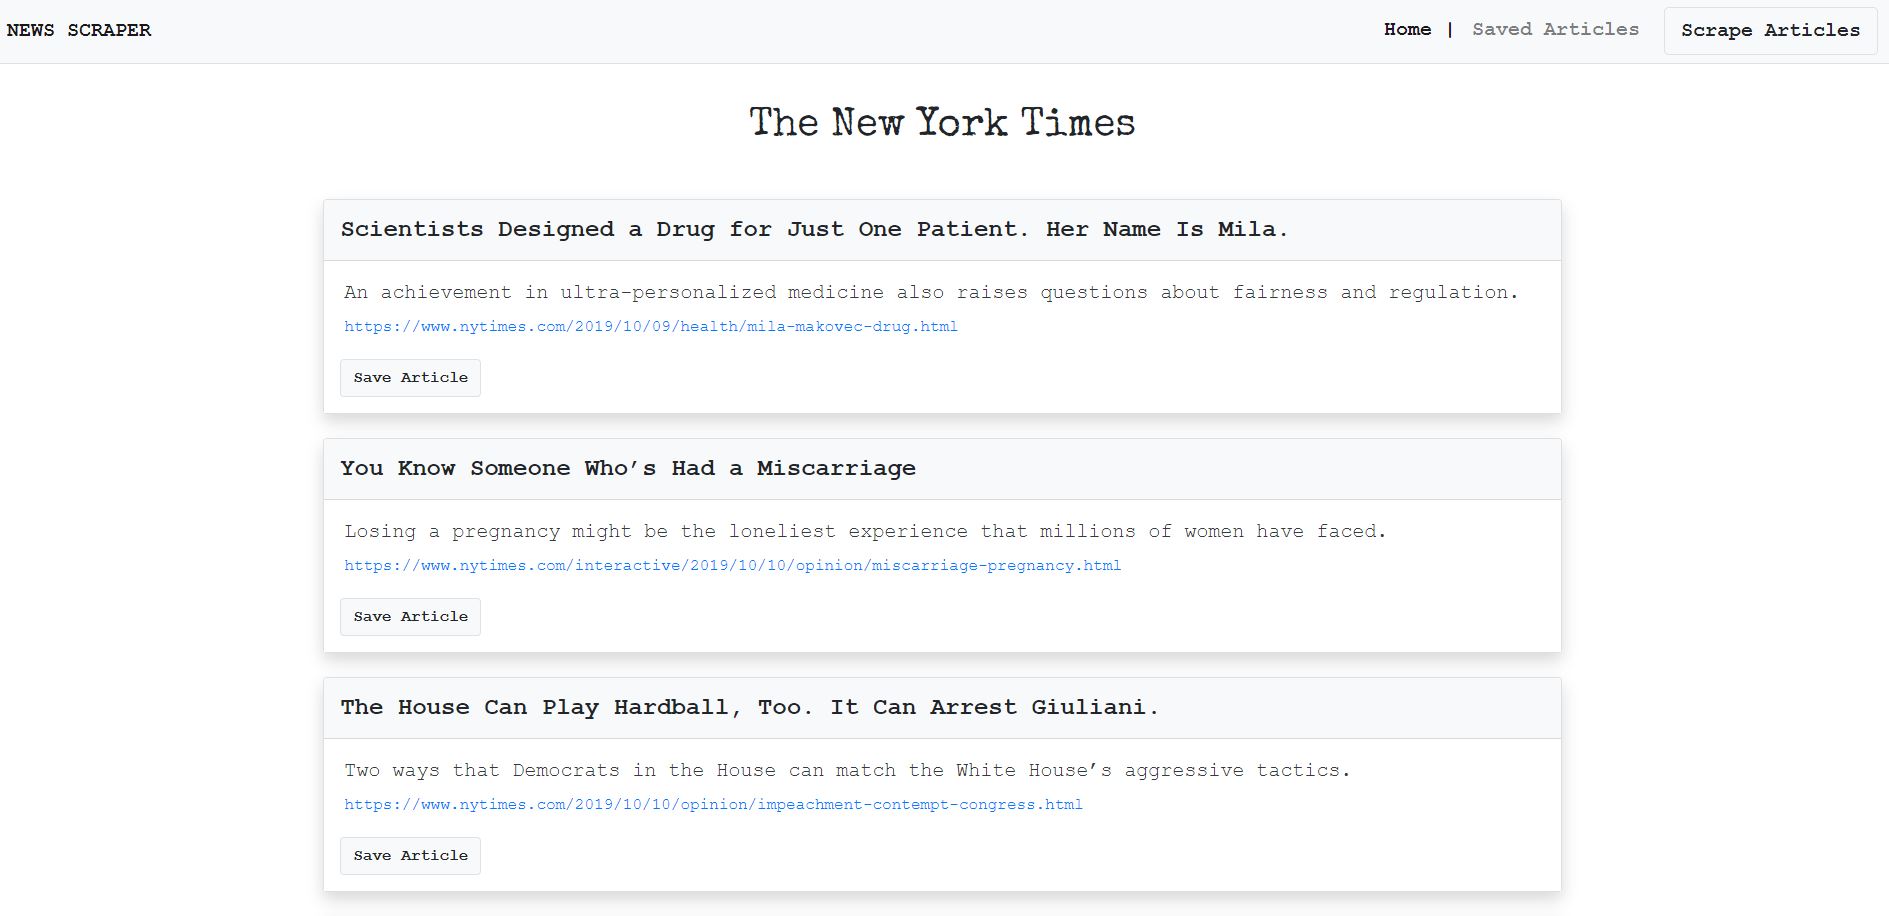 NEWS SCRAPER
Home | Saved Articles Scrape Articles
The New York Times
Scientists Designed a Drug for Just One Patient. Her Name Is Mila.
An achievement in ultra-personalized medicine also raises questions about fairness and regulation.
https://www.nytimes.com/2019/10/09/health/mila-makovec-drug.html
Save Article
You Know Someone Who’s Had a Miscarriage
Losing a pregnancy might be the loneliest experience that millions of women have faced.
https://www.nytimes.com/interactive/2019/10/10/opinion/miscarriage-pregnancy.html
Save Article
The House Can Play Hardball, Too. It Can Arrest Giuliani.
Two ways that Democrats in the House can match the White House’s aggressive tactics.
https://www.nytimes.com/2019/10/10/opinion/impeachment-contempt-congress.html
Save Article